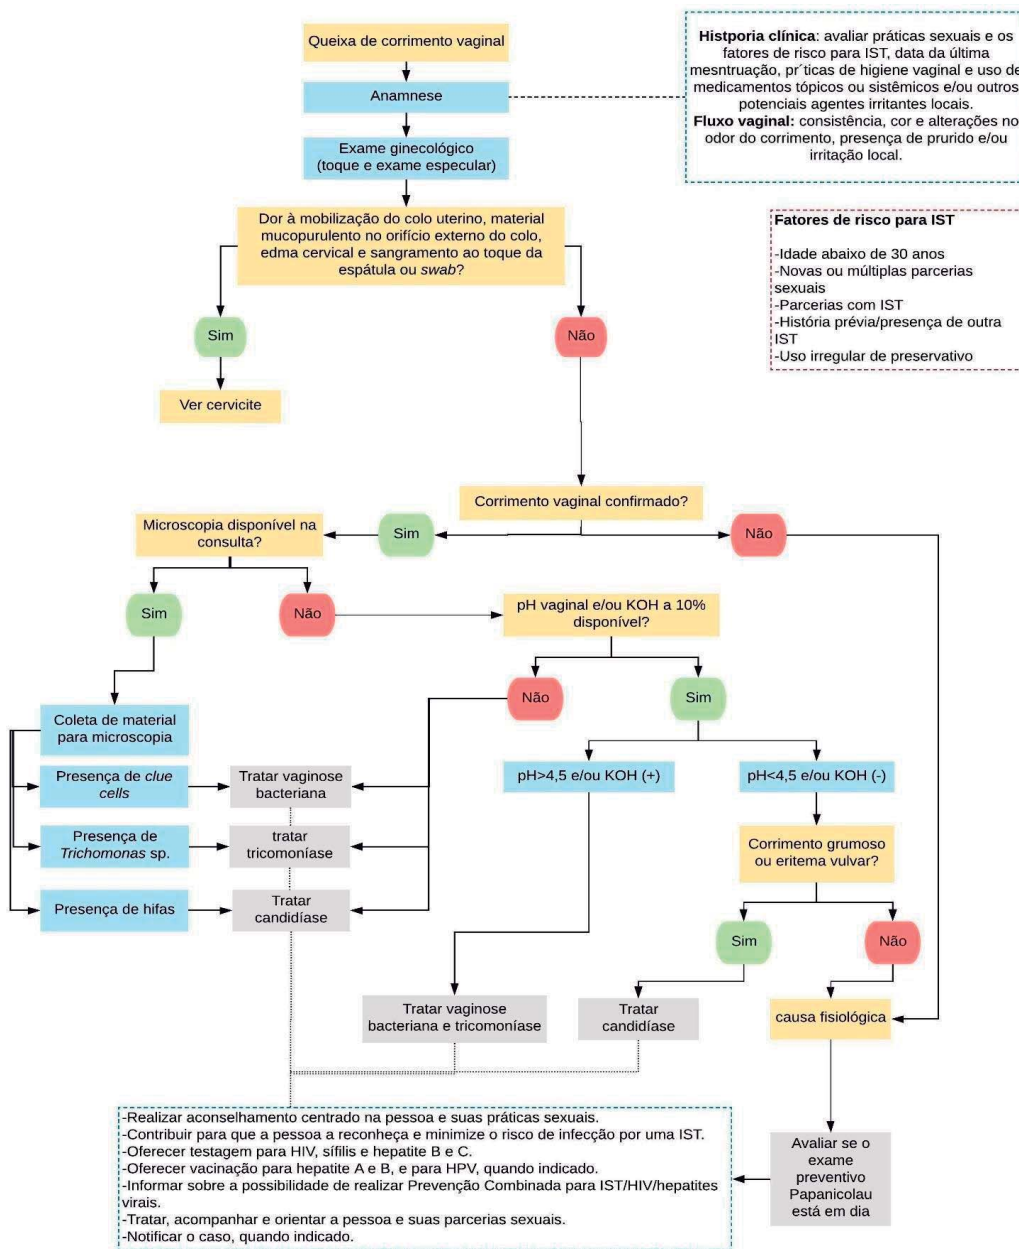 Queixa de corrimento vaginal
Anamnese
Exame ginecológico
(toque e exame especular)
Histporia clínica: avaliar práticas sexuais e os
fatores de risco para IST, data da última
mesntruação, pr´ticas de higiene vaginal e uso de
medicamentos tópicos ou sistêmicos e/ou outros
potenciais agentes irritantes locais.
Fluxo vaginal: consistência, cor e alterações no
odor do corrimento, presença de prurido e/ou
irritação local.
Dor à mobilização do colo uterino, material
mucopurulento no orifício externo do colo,
edma cervical e sangramento ao toque da
espátula ou swab?
Fatores de risco para IST
-Idade abaixo de 30 anos
-Novas ou múltiplas parcerias
sexuais
-Parcerias com IST
-História prévia/presença de outra
IST
-Uso irregular de preservativo
Sim
Não
Ver cervicite
Corrimento vaginal confirmado?
Sim
Não
Microscopia disponível na
consulta?
Sim
Não
pH vaginal e/ou KOH a 10%
disponível?
Não
Sim
Coleta de material
para microscopia
Presença de clue
cells
Tratar vaginose
bacteriana
pH>4,5 e/ou KOH (+)
pH<4,5 e/ou KOH (-)
Presença de
Trichomonas sp.
tratar
tricomoníase
Corrimento grumoso
ou eritema vulvar?
Presença de hifas
Tratar
candidíase
Sim
Não
Tratar vaginose
bacteriana e tricomoníase
Tratar
candidíase
causa fisiológica
-Realizar aconselhamento centrado na pessoa e suas práticas sexuais.
-Contribuir para que a pessoa a reconheça e minimize o risco de infecção por uma IST.
-Oferecer testagem para HIV, sífilis e hepatite B e C.
-Oferecer vacinação para hepatite A e B, e para HPV, quando indicado.
-Informar sobre a possibilidade de realizar Prevenção Combinada para IST/HIV/hepatites
virais.
-Tratar, acompanhar e orientar a pessoa e suas parcerias sexuais.
-Notificar o caso, quando indicado.
Avaliar se o
exame
preventivo
Papanicolau
está em dia